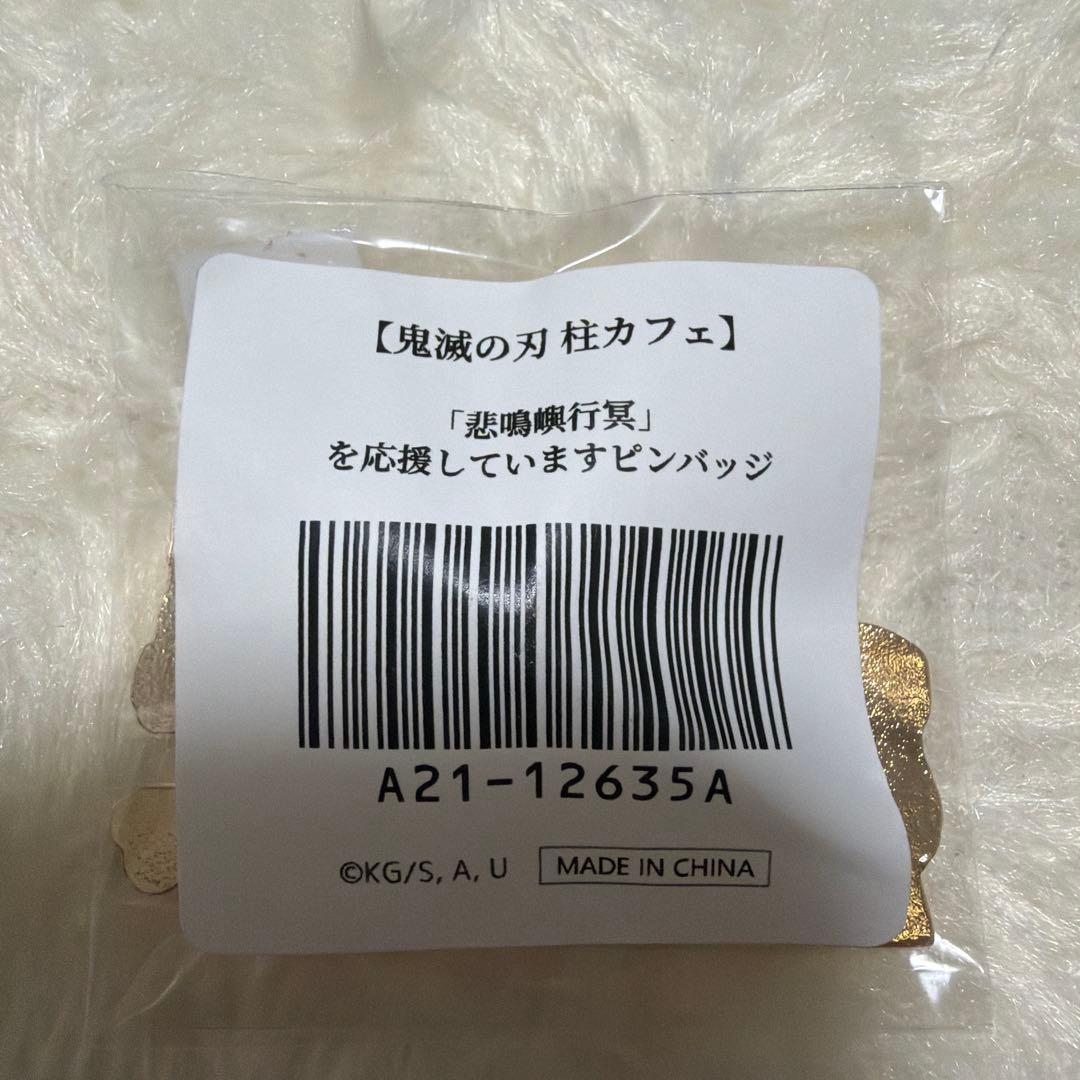 【鬼滅の刃 柱カフェ】
「悲鳴嶼行冥」
を応援していますピンバッジ
A21-12635A
©KG/S, A, U MADE IN CHINA